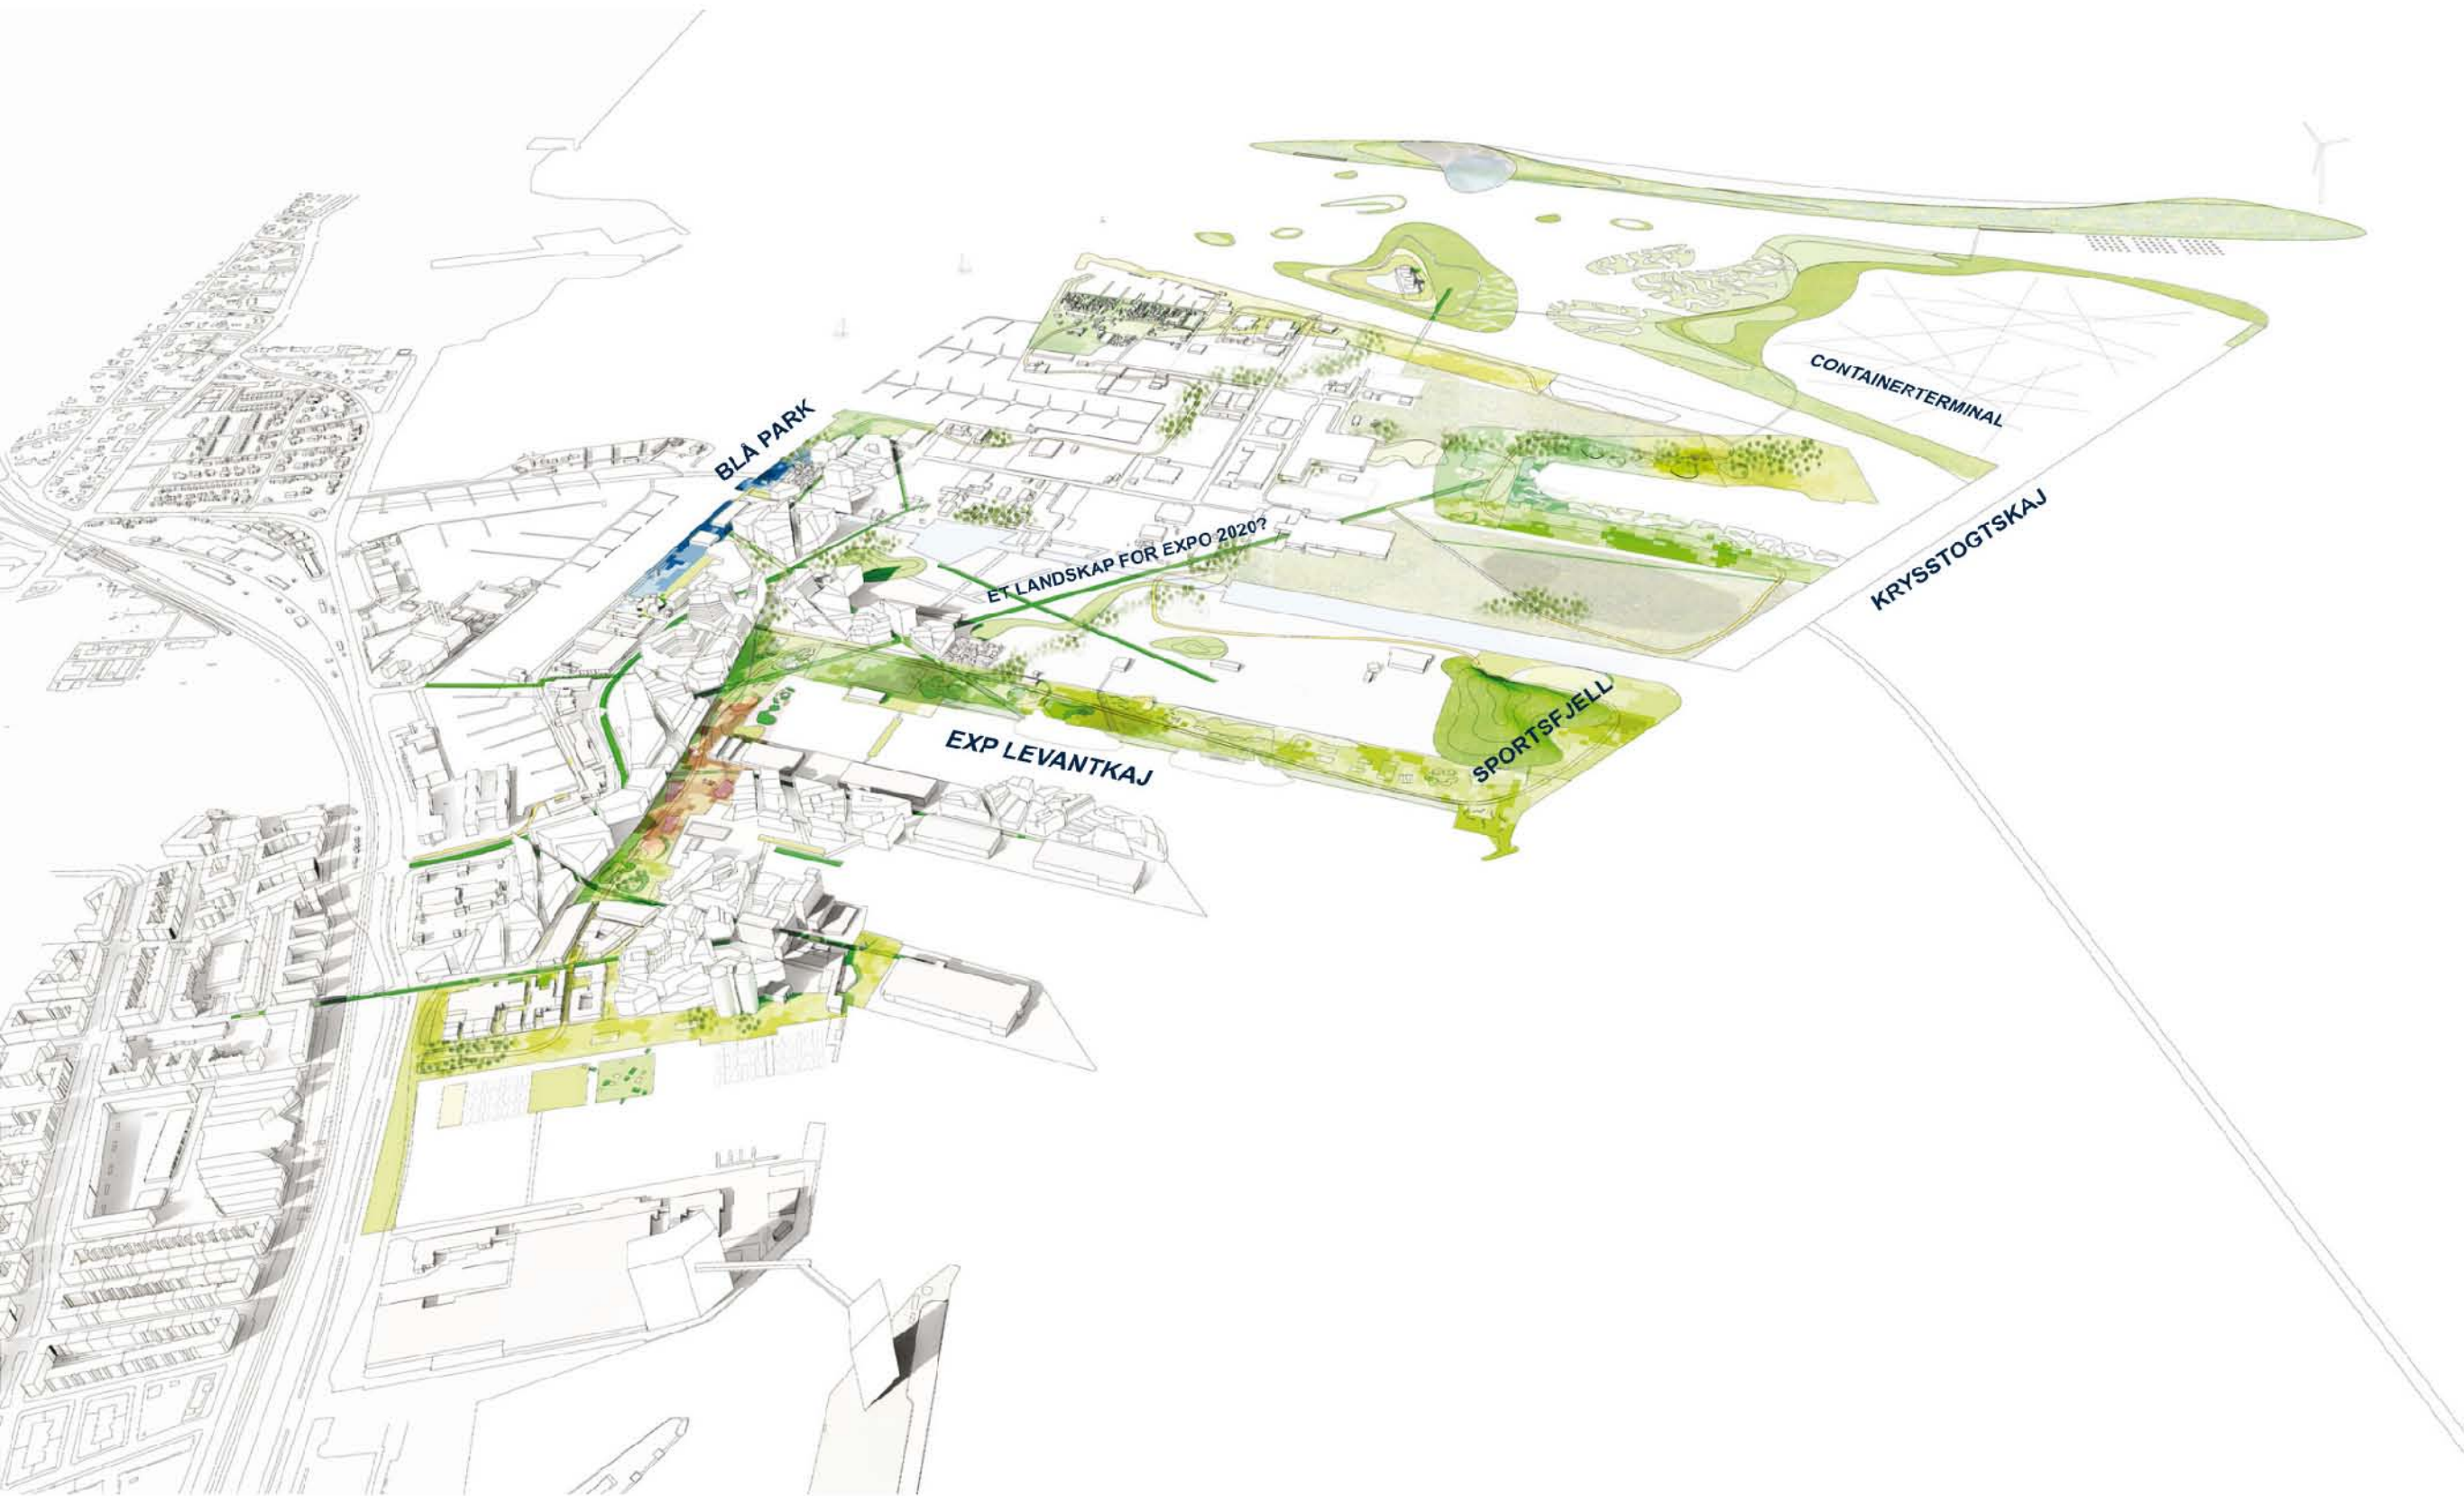 CONTAINERTERMINAL
BLÅ PARK
KRYSSTOGTSKAJ
ET LANDSKAP FOR EXPO 2020?
SPORTSFJELL
EXP LEVANTKAJ